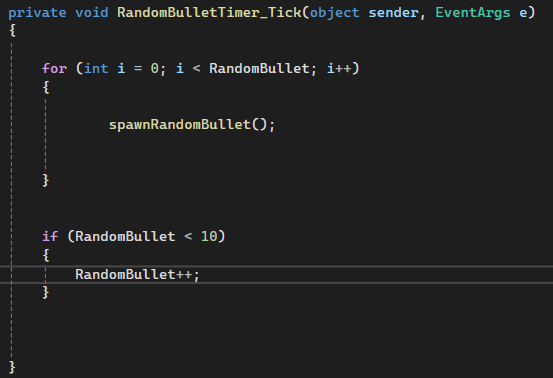 private void RandomBulletTimer_Tick(object sender, EventArgs e)
{
for (int i = 0; i < RandomBullet; i++)
{
spawnRandomBullet();
}
if (RandomBullet < 10)
{
RandomBullet++;
}
}